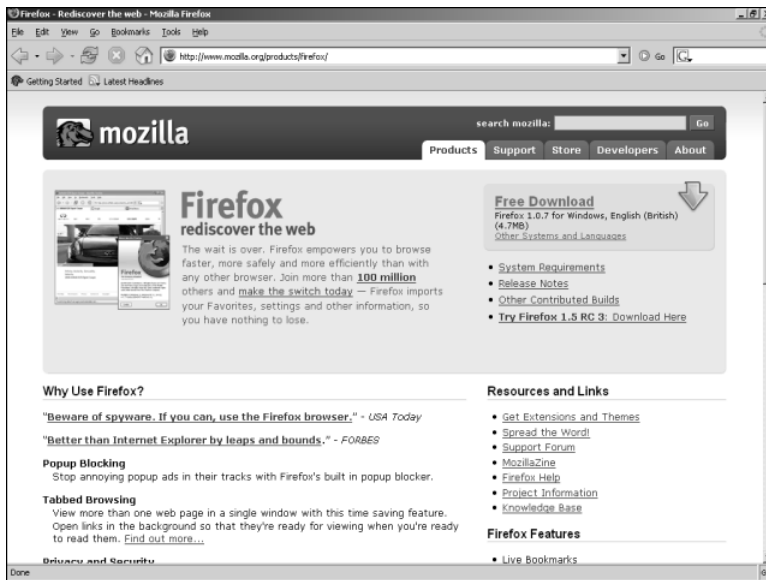 Firefox - Rediscover the web - Mozilla Firefox
File Edit View Go Bookmarks Tools Help
http://www.mozilla.org/products/firefox/
Go
Getting Started Latest Headlines
mozilla
search mozilla:
Go
Products Support Store Developers About
Firefox
rediscover the web
The wait is over. Firefox empowers you to browse
faster, more safely and more efficiently than with
any other browser. Join more than 100 million
others and make the switch today — Firefox imports
your Favorites, settings and other information, so
you have nothing to lose.
Free Download
Firefox 1.0.7 for Windows, English (British)
(4.7MB)
Other Systems and Languages
• System Requirements
• Release Notes
• Other Contributed Builds
• Try Firefox 1.5 RC 3: Download Here
Why Use Firefox?
"Beware of spyware. If you can, use the Firefox browser." - USA Today
"Better than Internet Explorer by leaps and bounds." - FORBES
Popup Blocking
Stop annoying popup ads in their tracks with Firefox's built in popup blocker.
Tabbed Browsing
View more than one web page in a single window with this time saving feature.
Open links in the background so that they're ready for viewing when you're ready
to read them. Find out more...
Privacy and Security
Resources and Links
• Get Extensions and Themes
• Spread the Word!
• Support Forum
• MozillaZine
• Firefox Help
• Project Information
• Knowledge Base
Firefox Features
• Live Bookmarks
Done